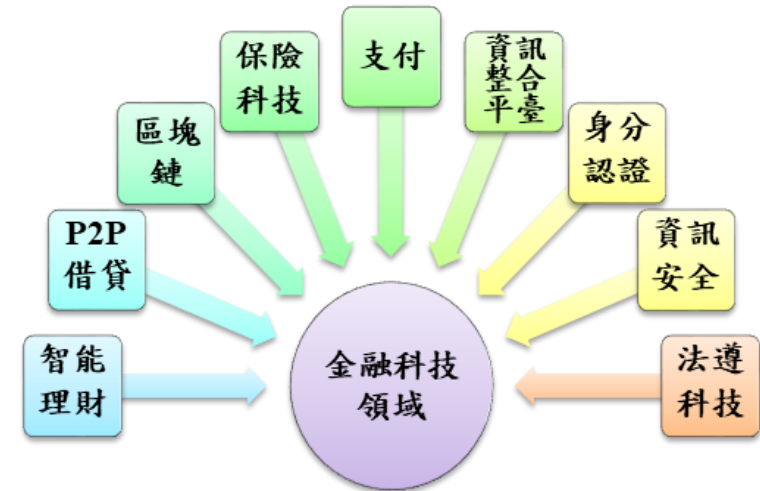 智能
理財
P2P
借貸
區塊
鏈
保險
科技
支付
資訊
整合
平臺
身分
認證
資訊
安全
法遵
科技
金融科技
領域